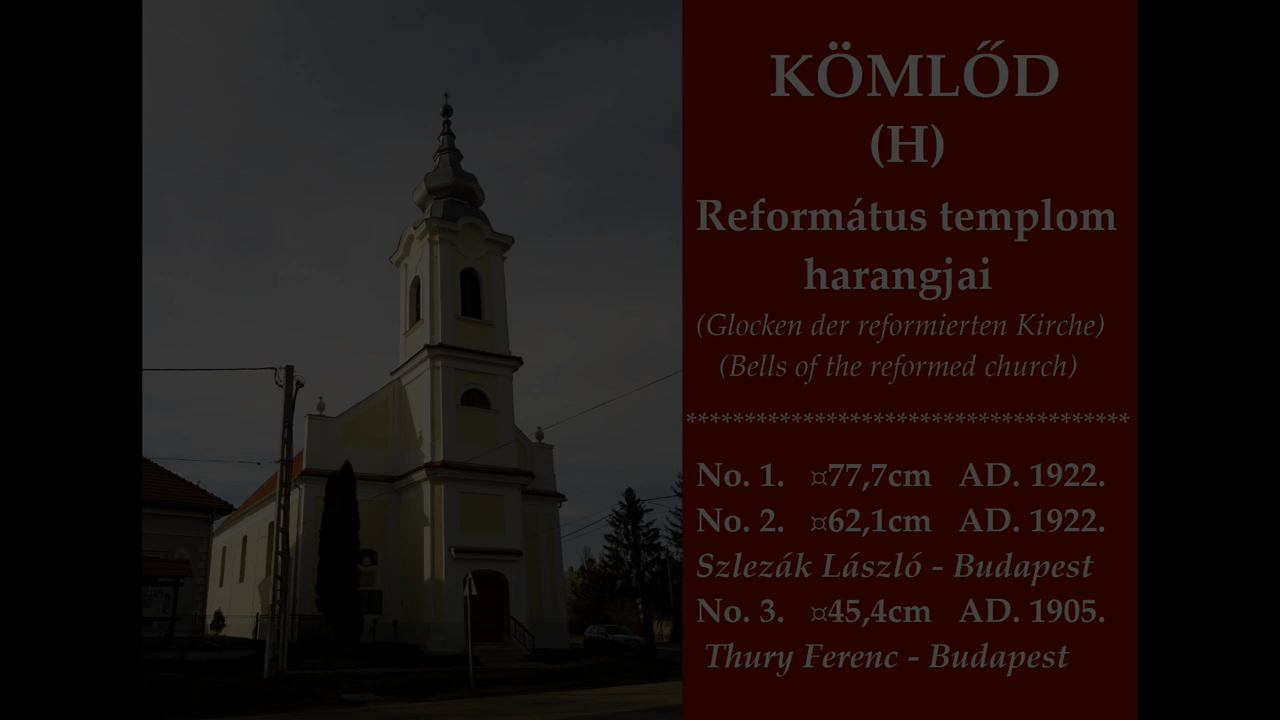 KÖMLŐD
(H)
Református templom
harangjai
(Glocken der reformierten Kirche)
(Bells of the reformed church)
**************************************
No. 1. ¤77,7cm AD. 1922.
No. 2. ¤62,1cm AD. 1922.
Szlezák László - Budapest
No. 3. ¤45,4cm AD. 1905.
Thury Ferenc - Budapest